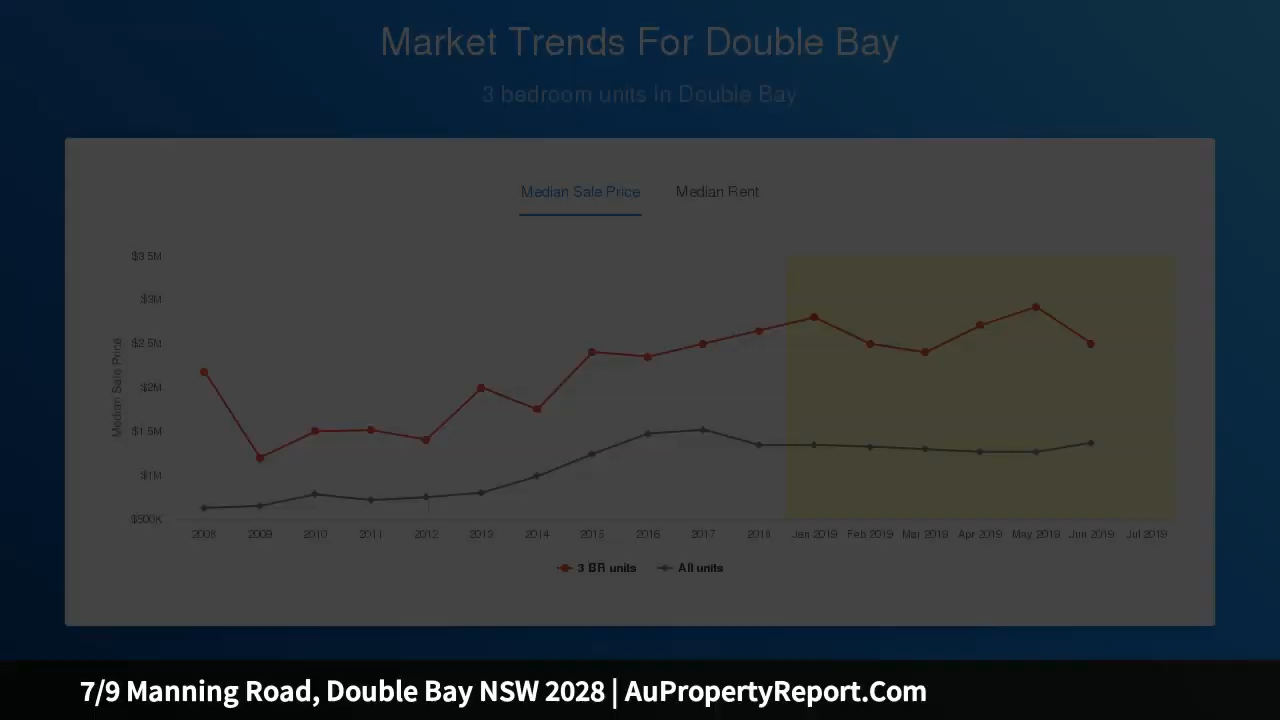 Market Trends For Double Bay
3 bedroom units in Double Bay
Median Sale Price Median Rent
$3.5M
$3M
$2.5M
$2M
$1.5M
$1M
$500K
Median Sale Price
2008 2009 2010 2011 2012 2013 2014 2015 2016 2017 2018 Jan 2019 Feb 2019 Mar 2019 Apr 2019 May 2019 Jun 2019 Jul 2019
3 BR units All units
7/9 Manning Road, Double Bay NSW 2028 | AuPropertyReport.Com